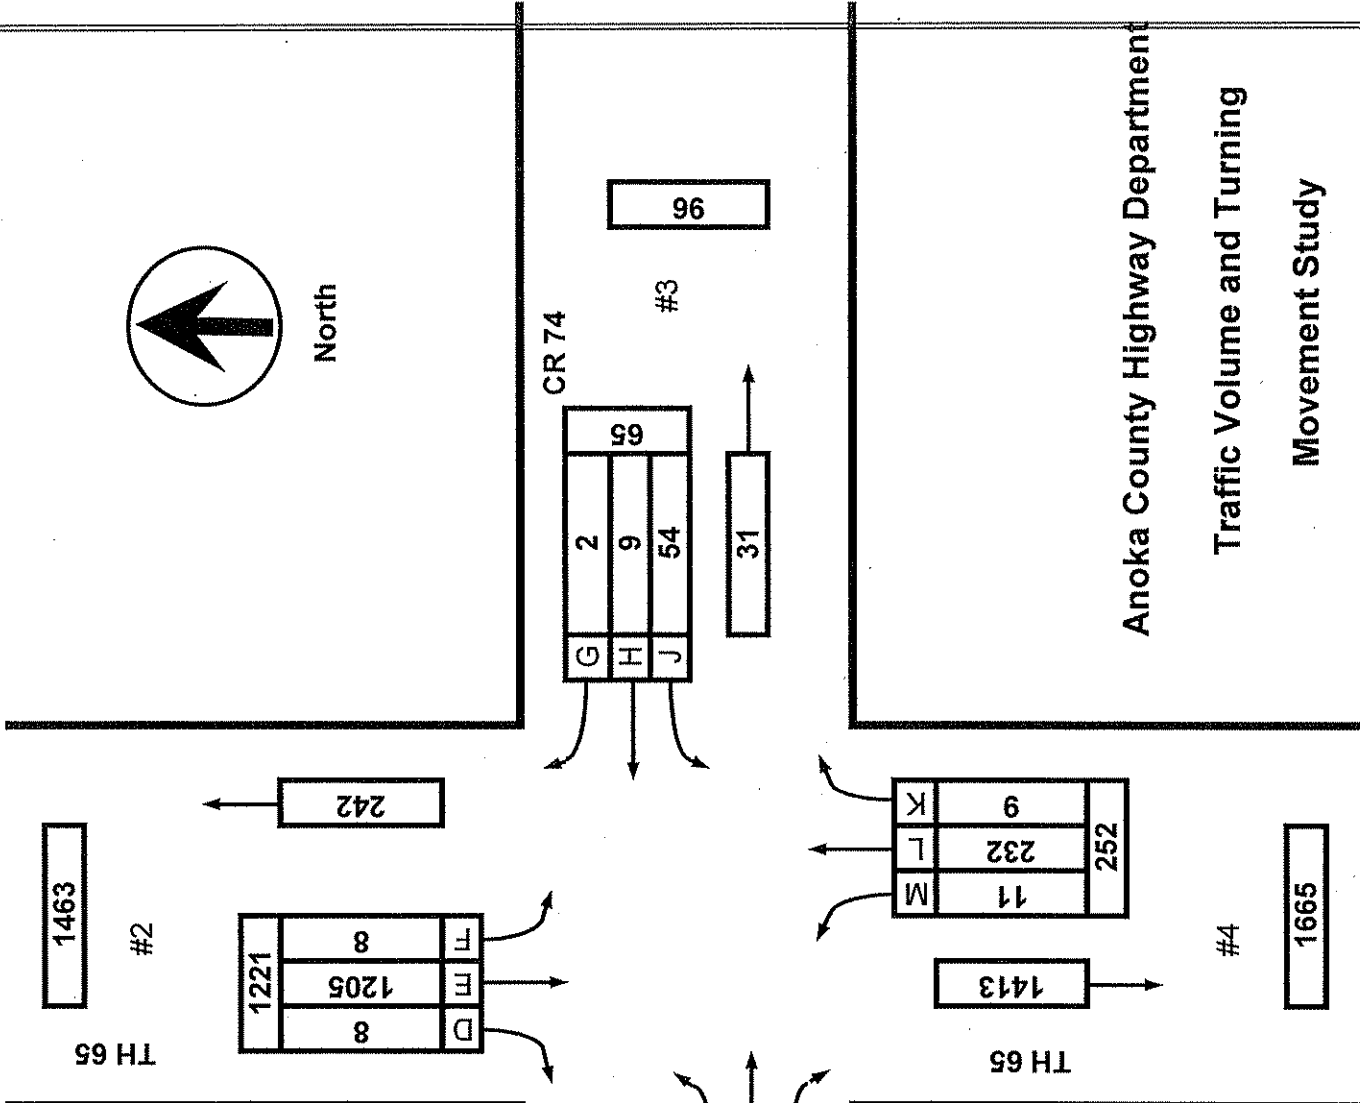 North
CR 74
#3
96
65
G 2
H 9
J 54
31
TH 65
#2
1463
242
1221
D 8
E 1205
F 8
M 11
L 232
K 9
252
1413
TH 65
#4
1665
Anoka County Highway Department
Traffic Volume and Turning
Movement Study